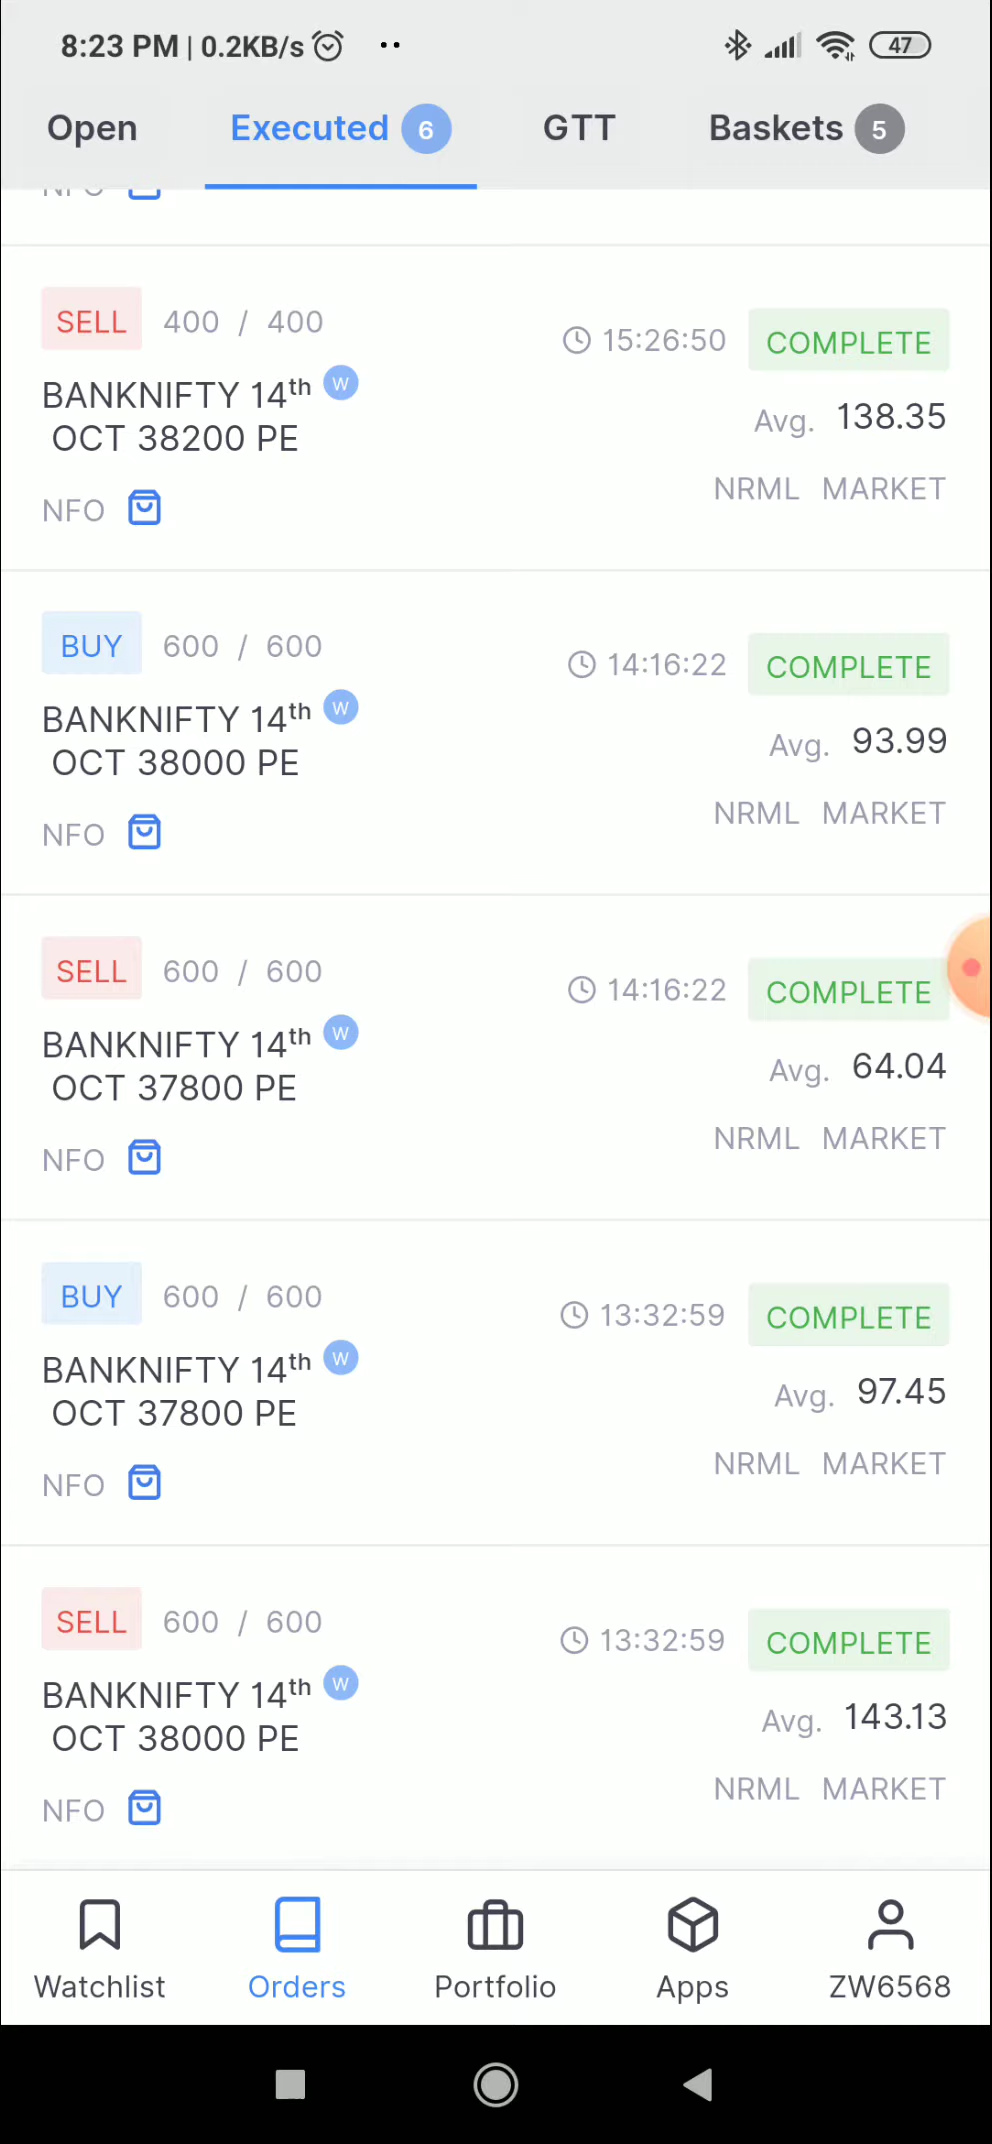 8:23 PM | 0.2KB/s 47
Open Executed 6 GTT Baskets 5
NFO
SELL 400 / 400 15:26:50 COMPLETE
BANKNIFTY 14th W Avg. 138.35
OCT 38200 PE
NFO NRML MARKET
BUY 600 / 600 14:16:22 COMPLETE
BANKNIFTY 14th W Avg. 93.99
OCT 38000 PE
NFO NRML MARKET
SELL 600 / 600 14:16:22 COMPLETE
BANKNIFTY 14th W Avg. 64.04
OCT 37800 PE
NFO NRML MARKET
BUY 600 / 600 13:32:59 COMPLETE
BANKNIFTY 14th W Avg. 97.45
OCT 37800 PE
NFO NRML MARKET
SELL 600 / 600 13:32:59 COMPLETE
BANKNIFTY 14th W Avg. 143.13
OCT 38000 PE
NFO NRML MARKET
Watchlist Orders Portfolio Apps ZW6568